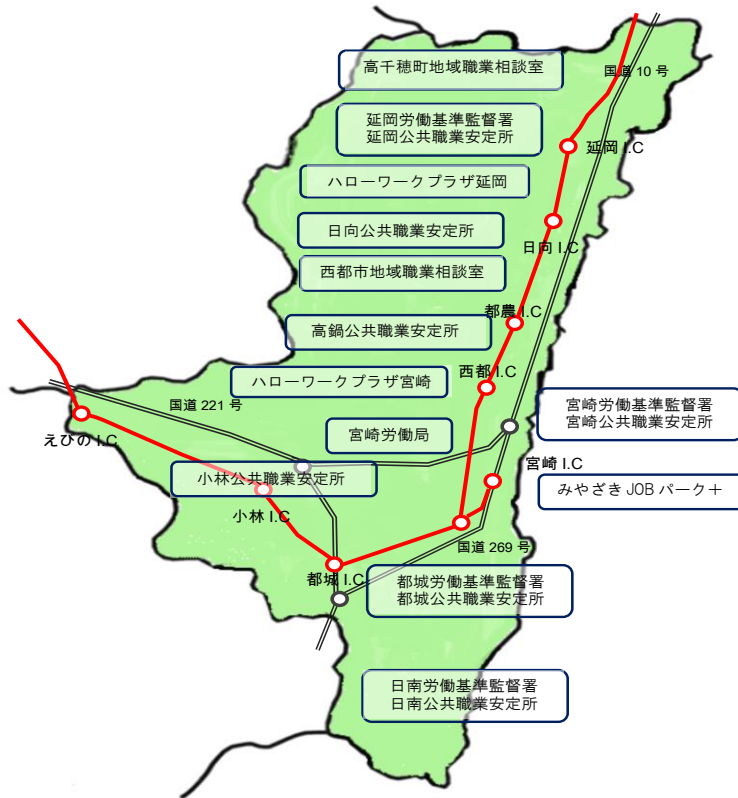 高千穂町地域職業相談室
国道 10 号
延岡労働基準監督署
延岡公共職業安定所
延岡 I.C
ハローワークプラザ延岡
日向公共職業安定所
日向 I.C
西都市地域職業相談室
都農 I.C
高鍋公共職業安定所
西都 I.C
ハローワークプラザ宮崎
国道 221 号
宮崎労働基準監督署
宮崎公共職業安定所
えびの I.C
宮崎労働局
宮崎 I.C
小林公共職業安定所
みやざき JOB パーク＋
小林 I.C
国道 269 号
都城 I.C
都城労働基準監督署
都城公共職業安定所
日南労働基準監督署
日南公共職業安定所